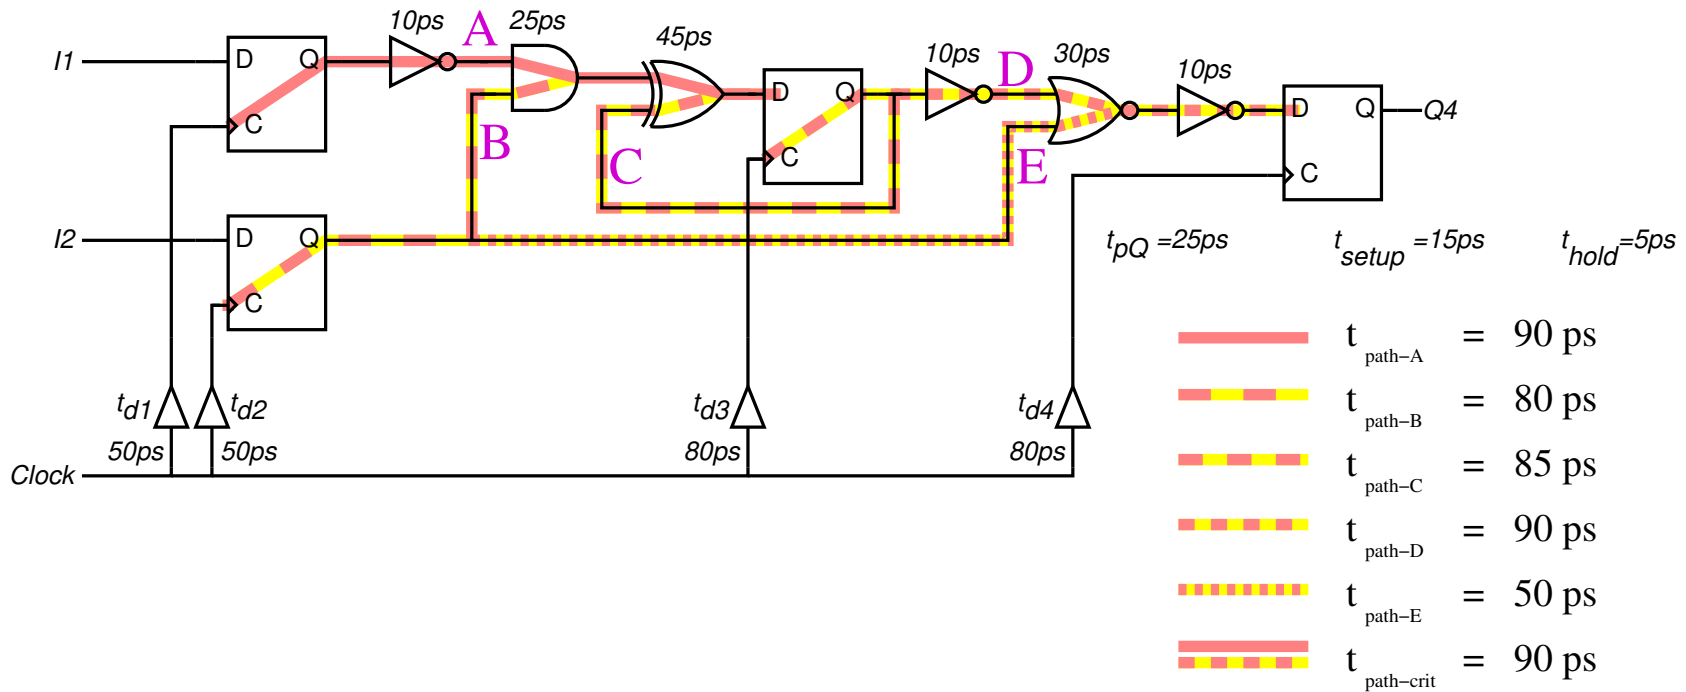 10ps
A
25ps
45ps
10ps
D
30ps
10ps
I1
D
Q
C
B
C
D
Q
C
E
D
Q
C
Q4
I2
D
Q
C
tpQ =25ps
tsetup =15ps
thold=5ps
tpath-A = 90 ps
tpath-B = 80 ps
tpath-C = 85 ps
tpath-D = 90 ps
tpath-E = 50 ps
tpath-crit = 90 ps
td1
td2
td3
td4
50ps
50ps
80ps
80ps
Clock